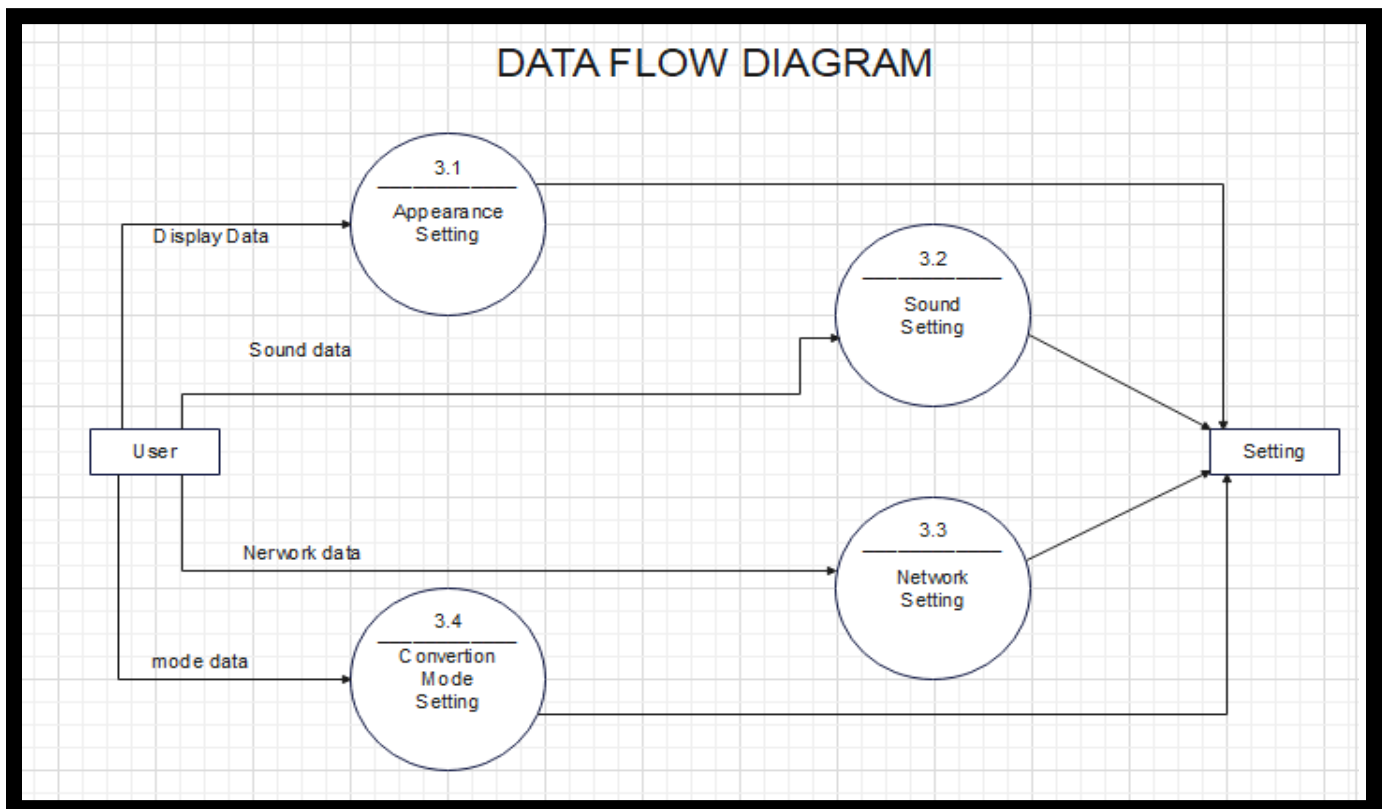 DATA FLOW DIAGRAM
3.1
Appearance
Setting
Display Data
3.2
Sound
Setting
Sound data
User
Setting
3.3
Network
Setting
Nerwork data
3.4
Convertion
Mode
Setting
mode data